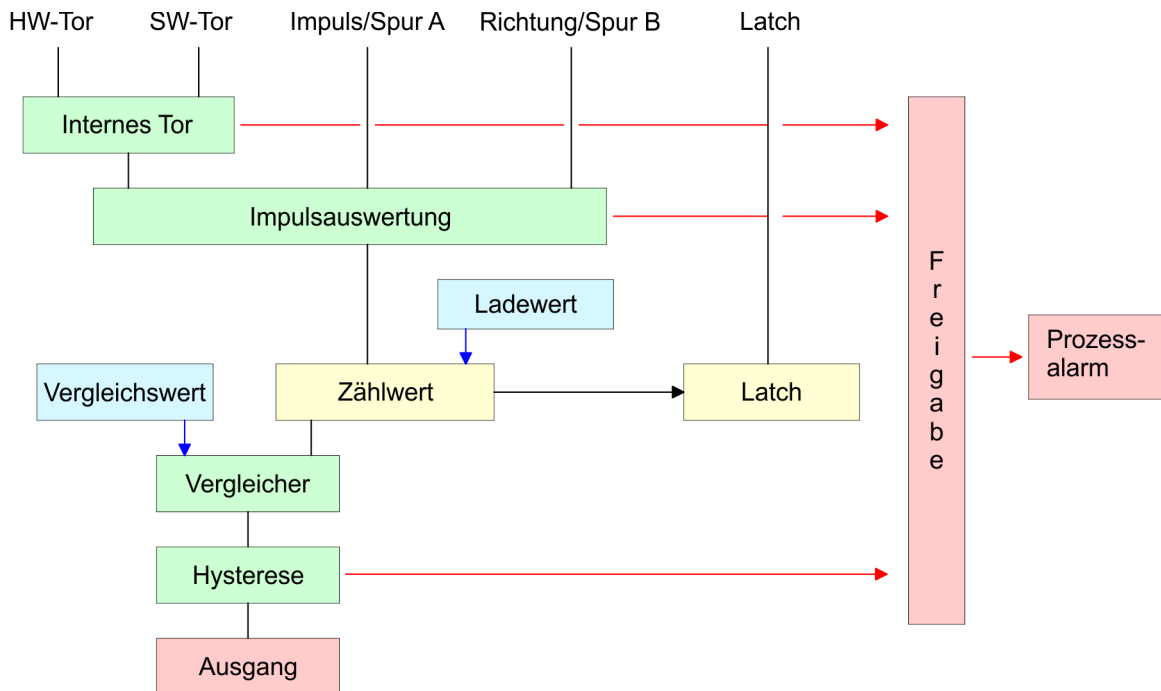 HW-Tor
SW-Tor
Impuls/Spur A
Richtung/Spur B
Latch
Internes Tor
Impulsauswertung
Ladewert
Vergleichswert
Zählwert
Latch
Vergleicher
Hysterese
Ausgang
Freigabe
Prozess-
alarm